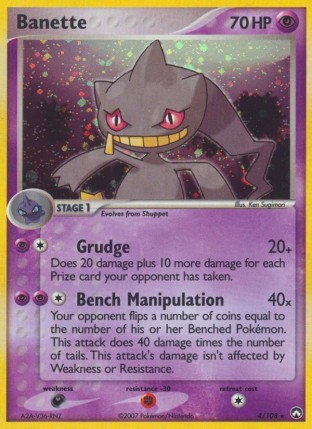 Banette 70 HP
Illus. Ken Sugimori
STAGE 1
Evolves from Shuppet
Grudge 20+
Does 20 damage plus 10 more damage for each
Prize card your opponent has taken.
Bench Manipulation 40x
Your opponent flips a number of coins equal to
the number of his or her Benched Pokémon.
This attack does 40 damage times the number
of tails. This attack's damage isn't affected by
Weakness or Resistance.
weakness resistance -30 retreat cost
©2007 Pokémon/Nintendo 4/108 ★